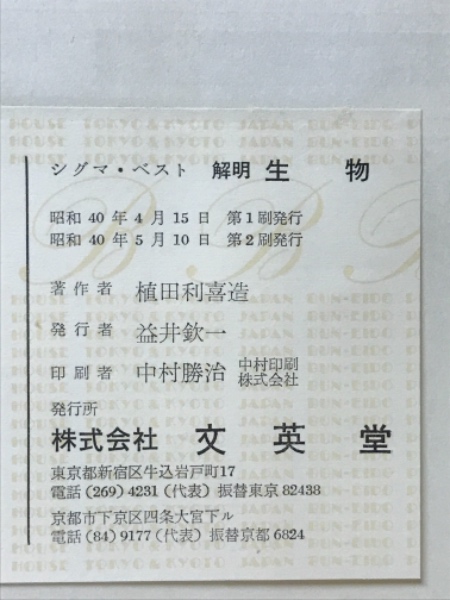 シグマ・ベスト 解明 生物
昭和 40 年 4 月 15 日 第1刷発行
昭和 40 年 5 月 10 日 第2刷発行
著作者 植田利喜造
発行者 益井欽一
印刷者 中村勝治 中村印刷
株式会社
発行所
株式会社 文英堂
東京都新宿区牛込岩戸町17
電話 (269) 4231 (代表) 振替東京 82438
京都市下京区四条大宮下ル
電話 (84) 9177 (代表) 振替京都 6824